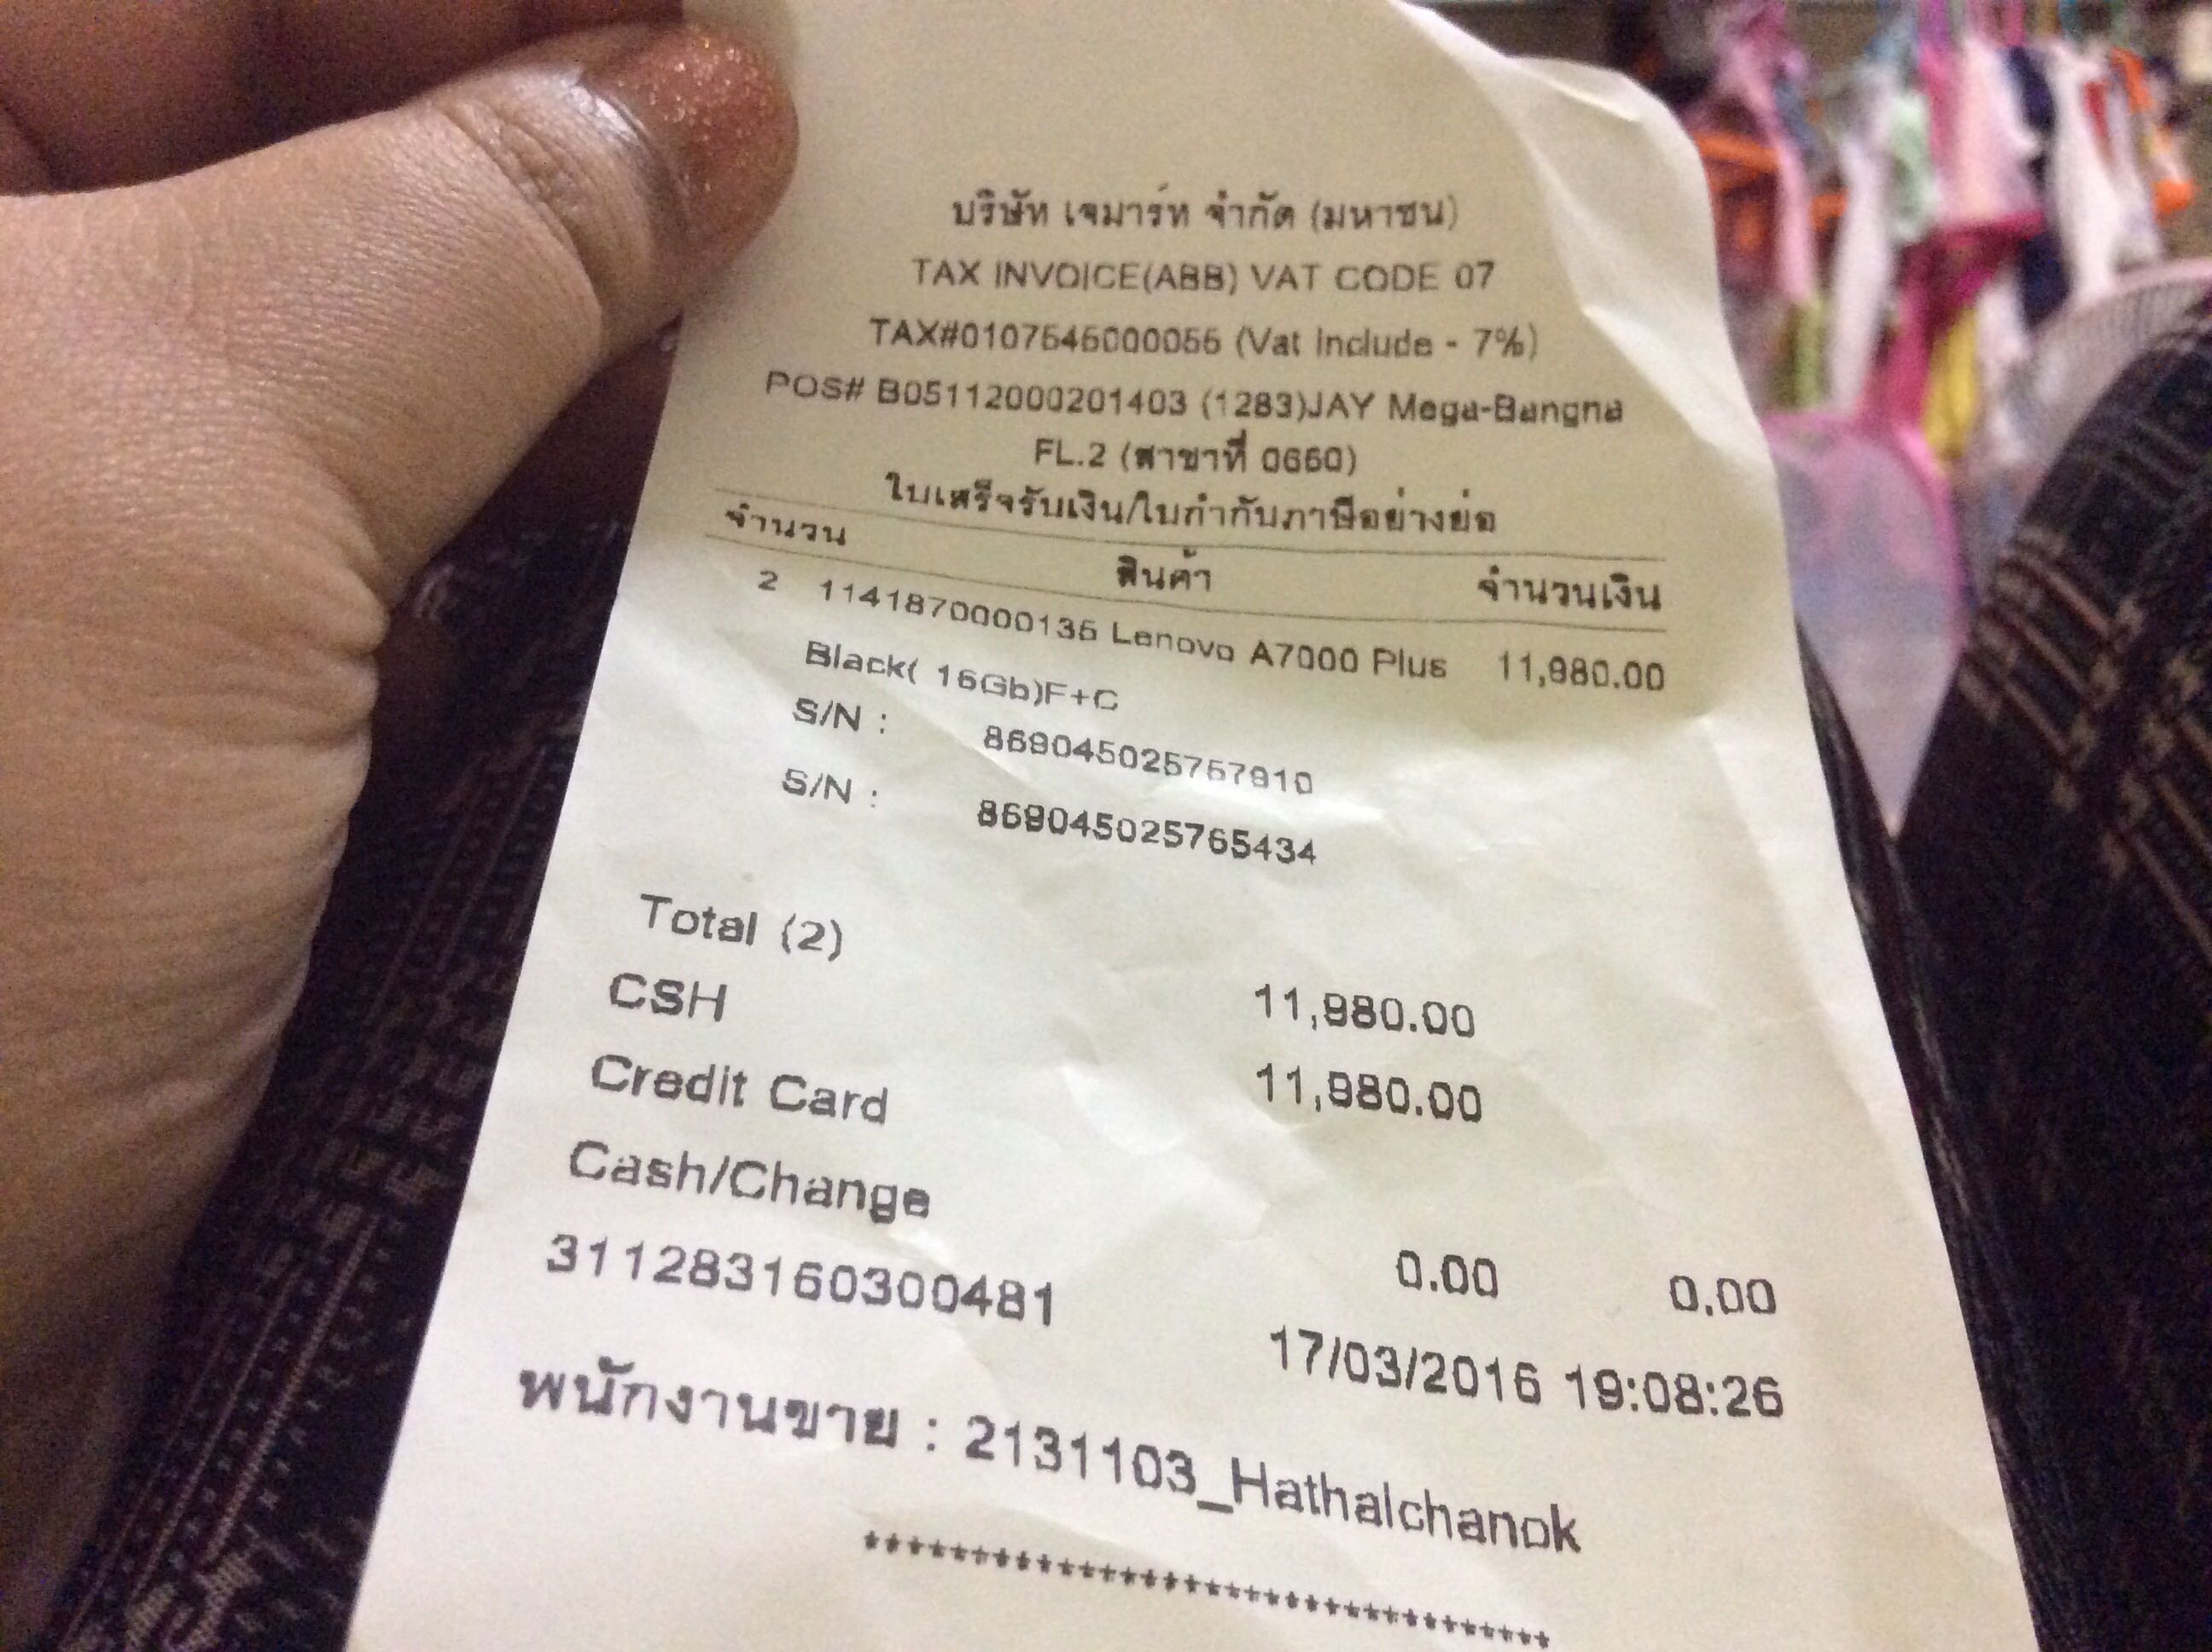 บริษัท เจมาร์ท จำกัด (มหาชน)
TAX INVOICE(ABB) VAT CODE 07
TAX#0107545000055 (Vat Include - 7%)
POS# B05112000201403 (1283)JAY Mega-Bangna
FL.2 (สาขาที่ 0660)
ใบเสร็จรับเงิน/ใบกำกับภาษีอย่างย่อ
จำนวน สินค้า จำนวนเงิน
2 1141870000135 Lenovo A7000 Plus 11,980.00
Black( 16Gb)F+C
S/N : 869045025757910
S/N : 869045025765434
Total (2) 11,980.00
CSH 11,980.00
Credit Card
Cash/Change 0.00 0.00
311283160300481 17/03/2016 19:08:26
พนักงานขาย : 2131103_Hathaichanok
********************************